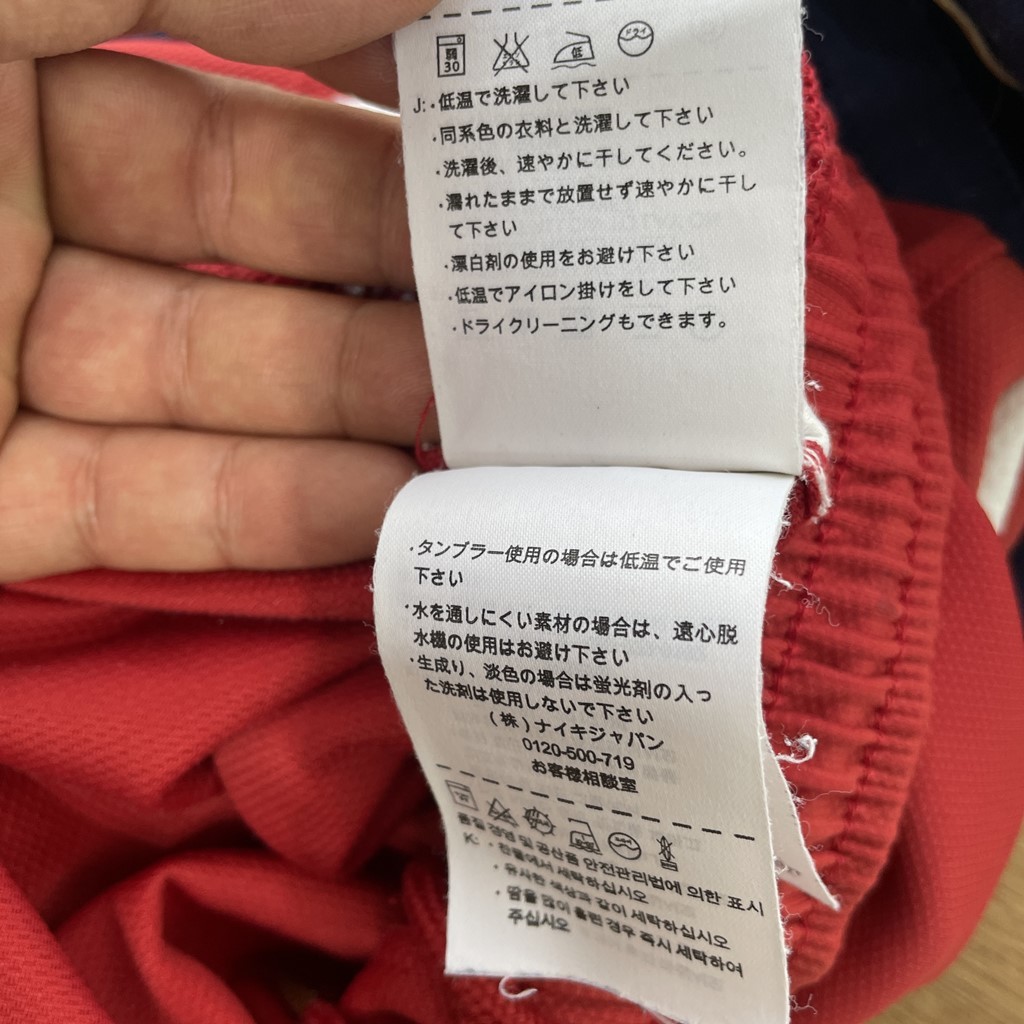 弱
30
低
ドライ
J:・低温で洗濯して下さい
・同系色の衣料と洗濯して下さい
・洗濯後、速やかに干してください。
・濡れたままで放置せず速やかに干し
て下さい
・漂白剤の使用をお避け下さい
・低温でアイロン掛けをして下さい
・ドライクリーニングもできます。
・タンブラー使用の場合は低温でご使用
下さい
・水を通しにくい素材の場合は、遠心脱
水機の使用はお避け下さい
・生成り、淡色の場合は蛍光剤の入っ
た洗剤は使用しないで下さい
(株)ナイキジャパン
0120-500-719
お客様相談室
품질 경영 및 공산품 안전관리법에 의한 표시
K: ・찬물에서 세탁하십시오
・유사한 색상과 같이 세탁하십시오
・땀을 많이 흘린 경우 즉시 세탁하여
주십시오